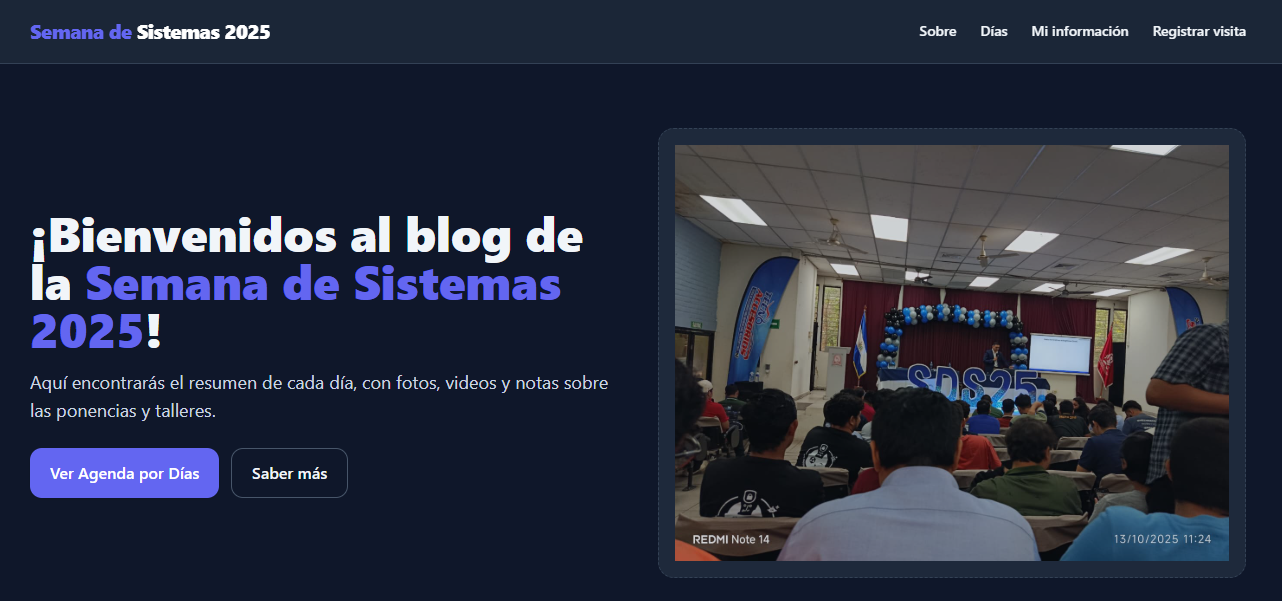 Semana de Sistemas 2025
Sobre
Días
Mi información
Registrar visita
¡Bienvenidos al blog de
la Semana de Sistemas
2025!
Aquí encontrarás el resumen de cada día, con fotos, videos y notas sobre
las ponencias y talleres.
Ver Agenda por Días
Saber más
SDS25
REDMI Note 14
13/10/2025 11:24